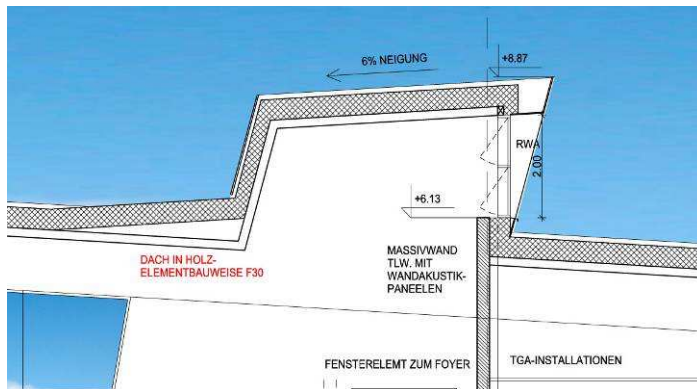 6% NEIGUNG
+8.87
RWA
2.00
+6.13
DACH IN HOLZ-
ELEMENTBAUWEISE F30
MASSIVWAND
TLW. MIT
WANDAKUSTIK-
PANEELEN
FENSTERELEMT ZUM FOYER
TGA-INSTALLATIONEN